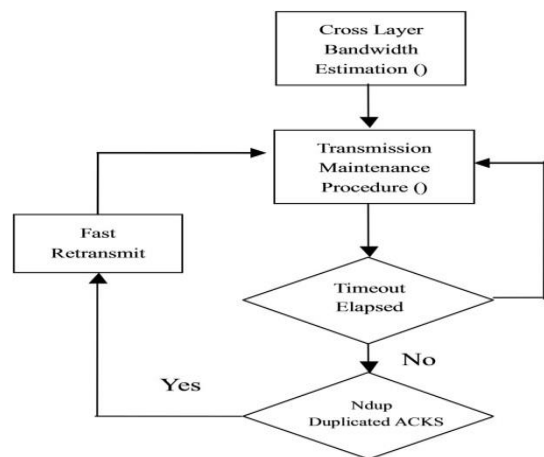 Cross Layer
Bandwidth
Estimation ()
Transmission
Maintenance
Procedure ()
Fast
Retransmit
Timeout
Elapsed
No
Yes
Ndup
Duplicated ACKS